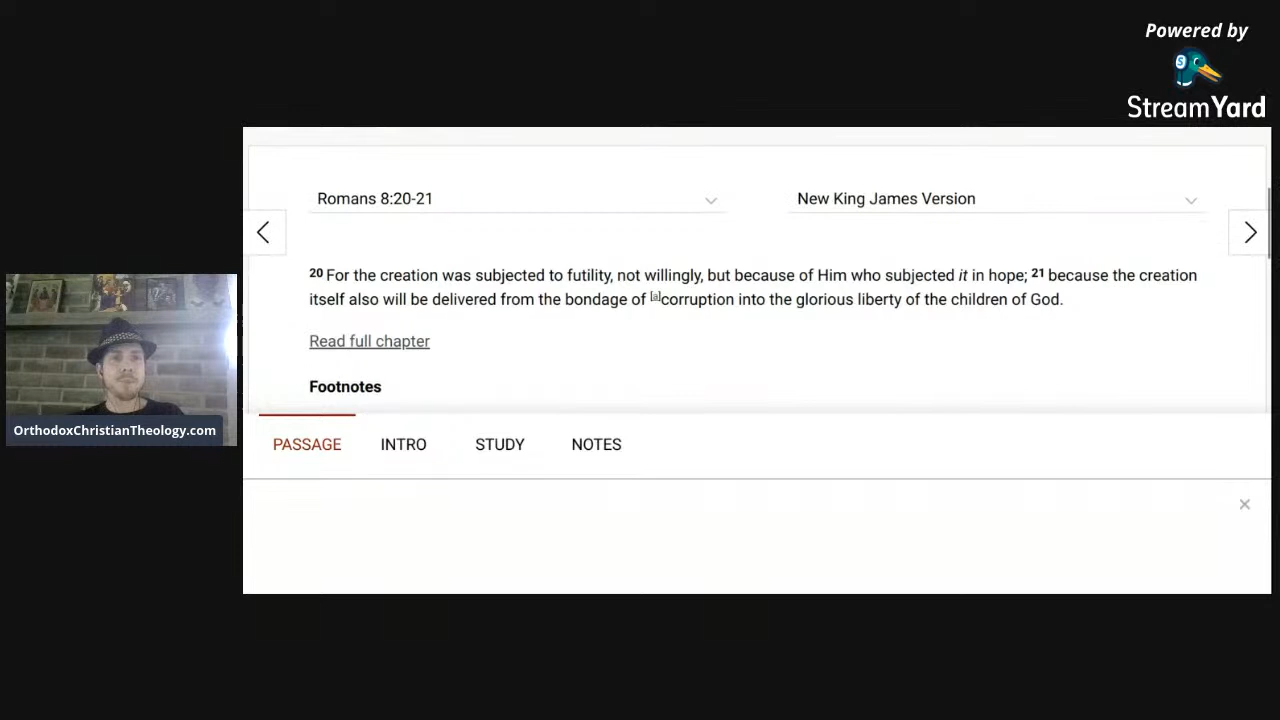 Powered by
StreamYard
Romans 8:20-21
New King James Version
20 For the creation was subjected to futility, not willingly, but because of Him who subjected it in hope; 21 because the creation
itself also will be delivered from the bondage of [a]corruption into the glorious liberty of the children of God.
Read full chapter
Footnotes
PASSAGE INTRO STUDY NOTES
OrthodoxChristianTheology.com